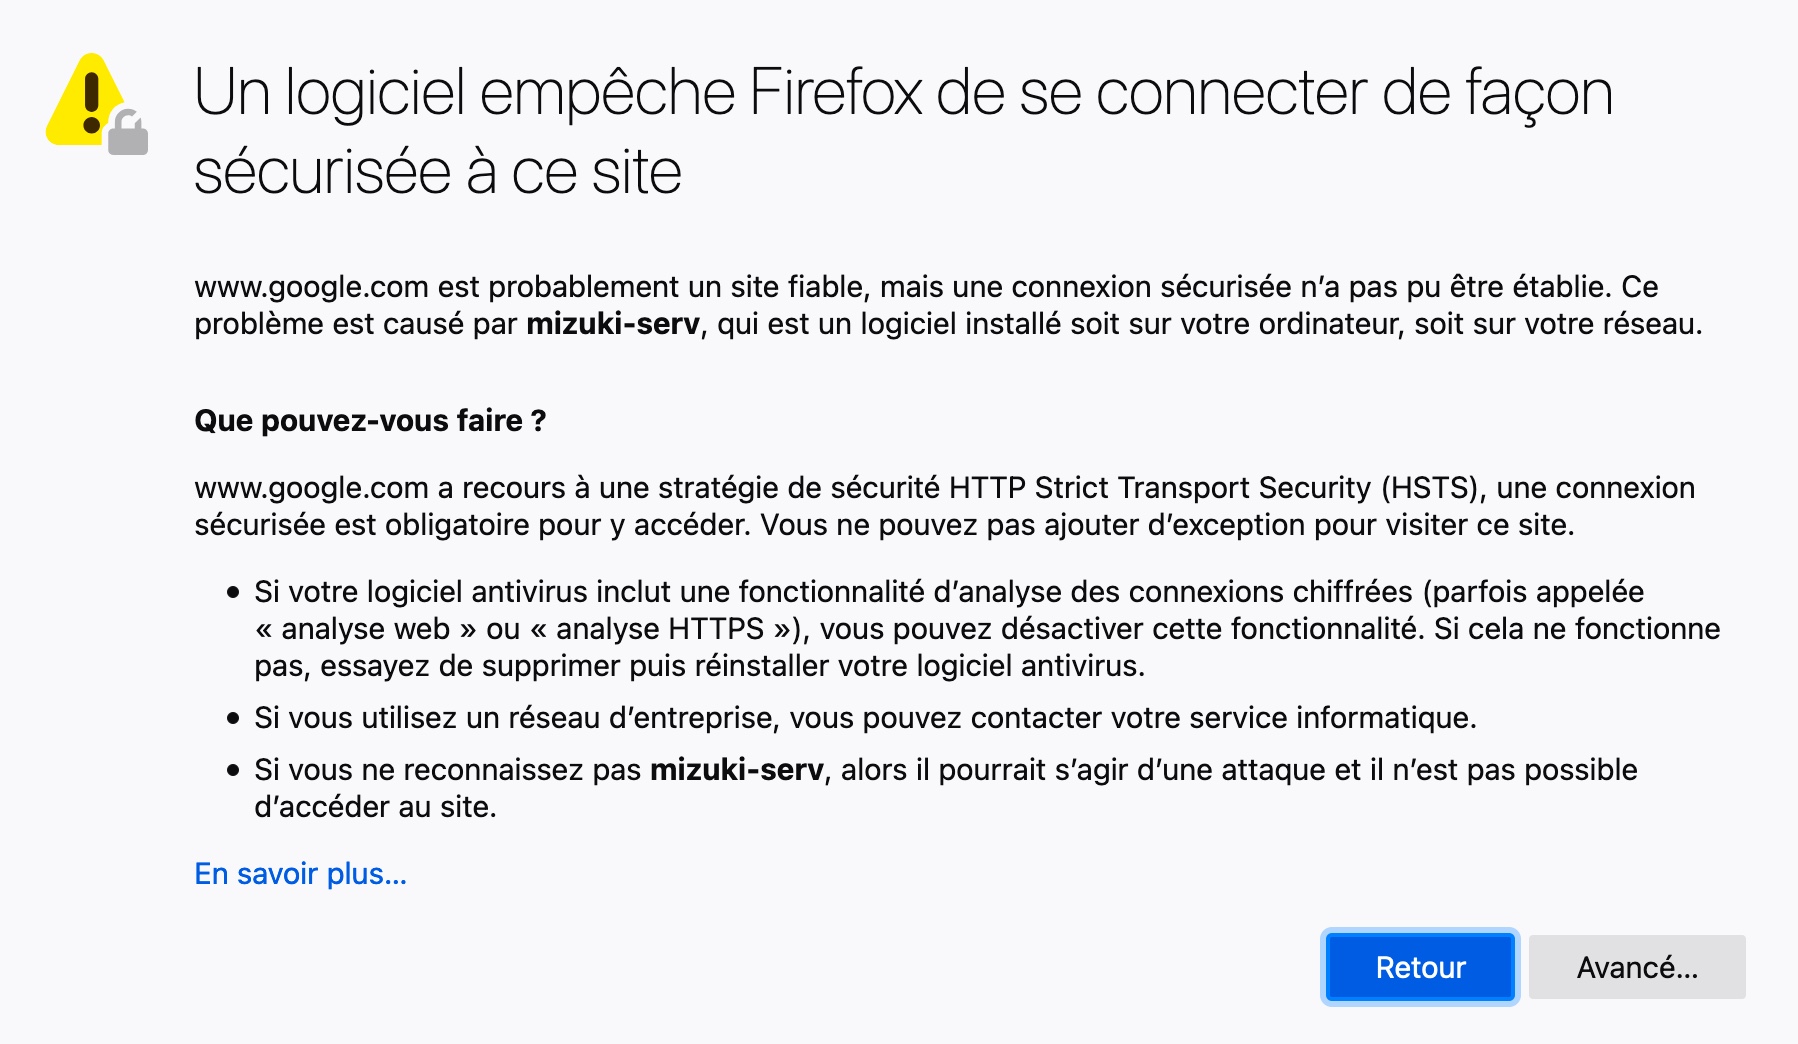 Un logiciel empêche Firefox de se connecter de façon
sécurisée à ce site
www.google.com est probablement un site fiable, mais une connexion sécurisée n’a pas pu être établie. Ce
problème est causé par mizuki-serv, qui est un logiciel installé soit sur votre ordinateur, soit sur votre réseau.
Que pouvez-vous faire ?
www.google.com a recours à une stratégie de sécurité HTTP Strict Transport Security (HSTS), une connexion
sécurisée est obligatoire pour y accéder. Vous ne pouvez pas ajouter d’exception pour visiter ce site.
• Si votre logiciel antivirus inclut une fonctionnalité d’analyse des connexions chiffrées (parfois appelée
« analyse web » ou « analyse HTTPS »), vous pouvez désactiver cette fonctionnalité. Si cela ne fonctionne
pas, essayez de supprimer puis réinstaller votre logiciel antivirus.
• Si vous utilisez un réseau d’entreprise, vous pouvez contacter votre service informatique.
• Si vous ne reconnaissez pas mizuki-serv, alors il pourrait s’agir d’une attaque et il n’est pas possible
d’accéder au site.
En savoir plus…
Retour
Avancé…